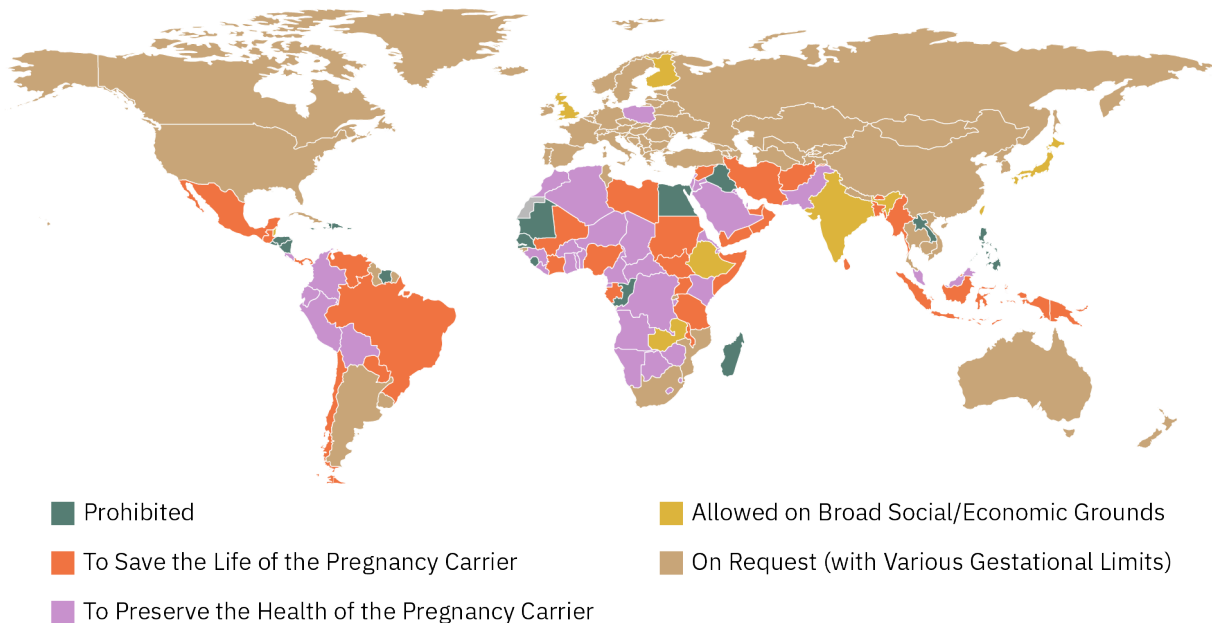 Prohibited
To Save the Life of the Pregnancy Carrier
To Preserve the Health of the Pregnancy Carrier
Allowed on Broad Social/Economic Grounds
On Request (with Various Gestational Limits)